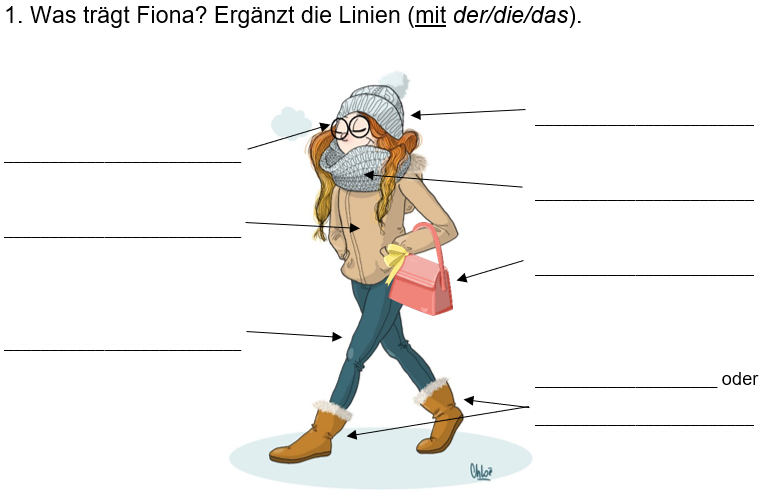 1. Was trägt Fiona? Ergänzt die Linien (mit der/die/das).
oder